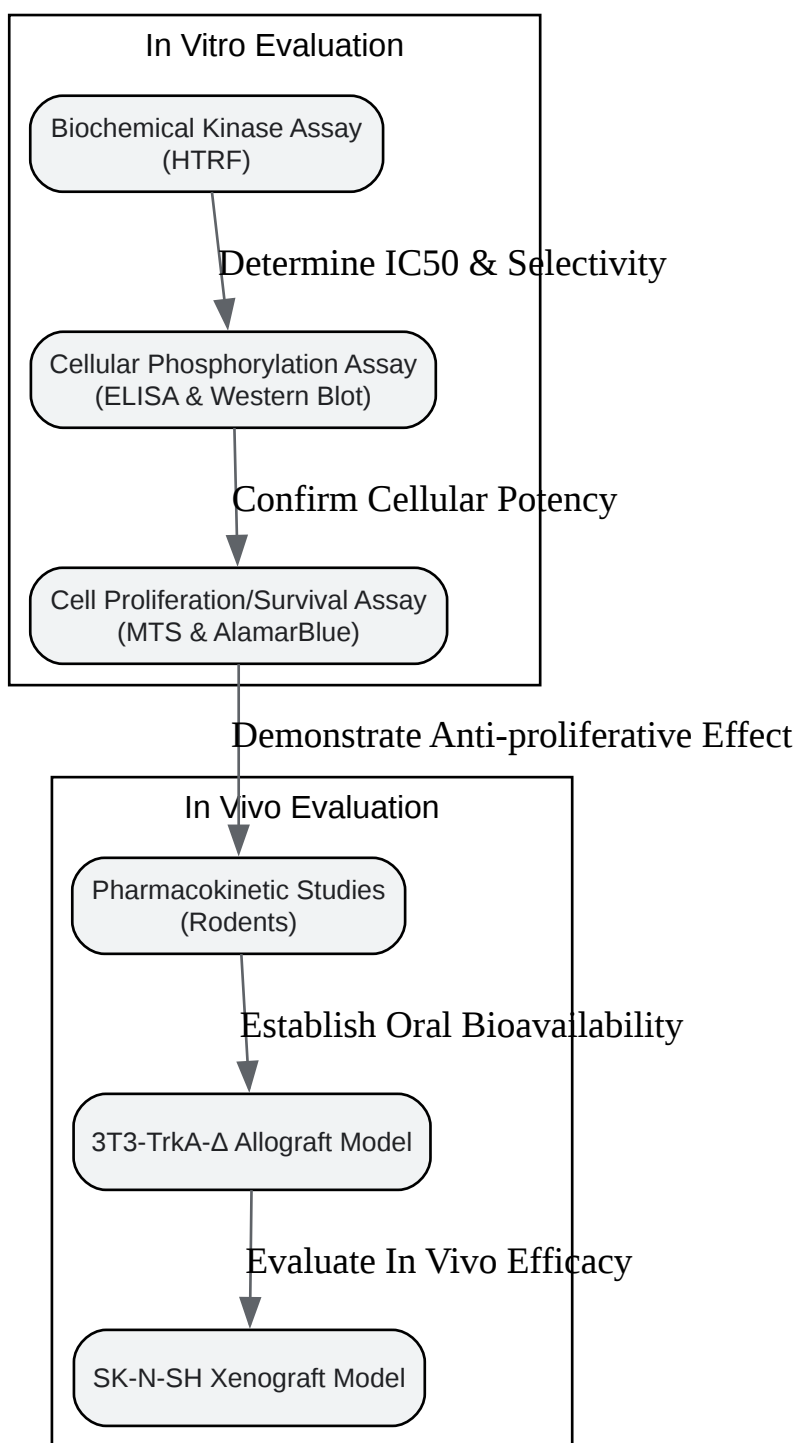 In Vitro Evaluation
Biochemical Kinase Assay
(HTRF)
Determine IC50 & Selectivity
Cellular Phosphorylation Assay
(ELISA & Western Blot)
Confirm Cellular Potency
Cell Proliferation/Survival Assay
(MTS & AlamarBlue)
Demonstrate Anti-proliferative Effect
In Vivo Evaluation
Pharmacokinetic Studies
(Rodents)
Establish Oral Bioavailability
3T3-TrkA-Δ Allograft Model
Evaluate In Vivo Efficacy
SK-N-SH Xenograft Model